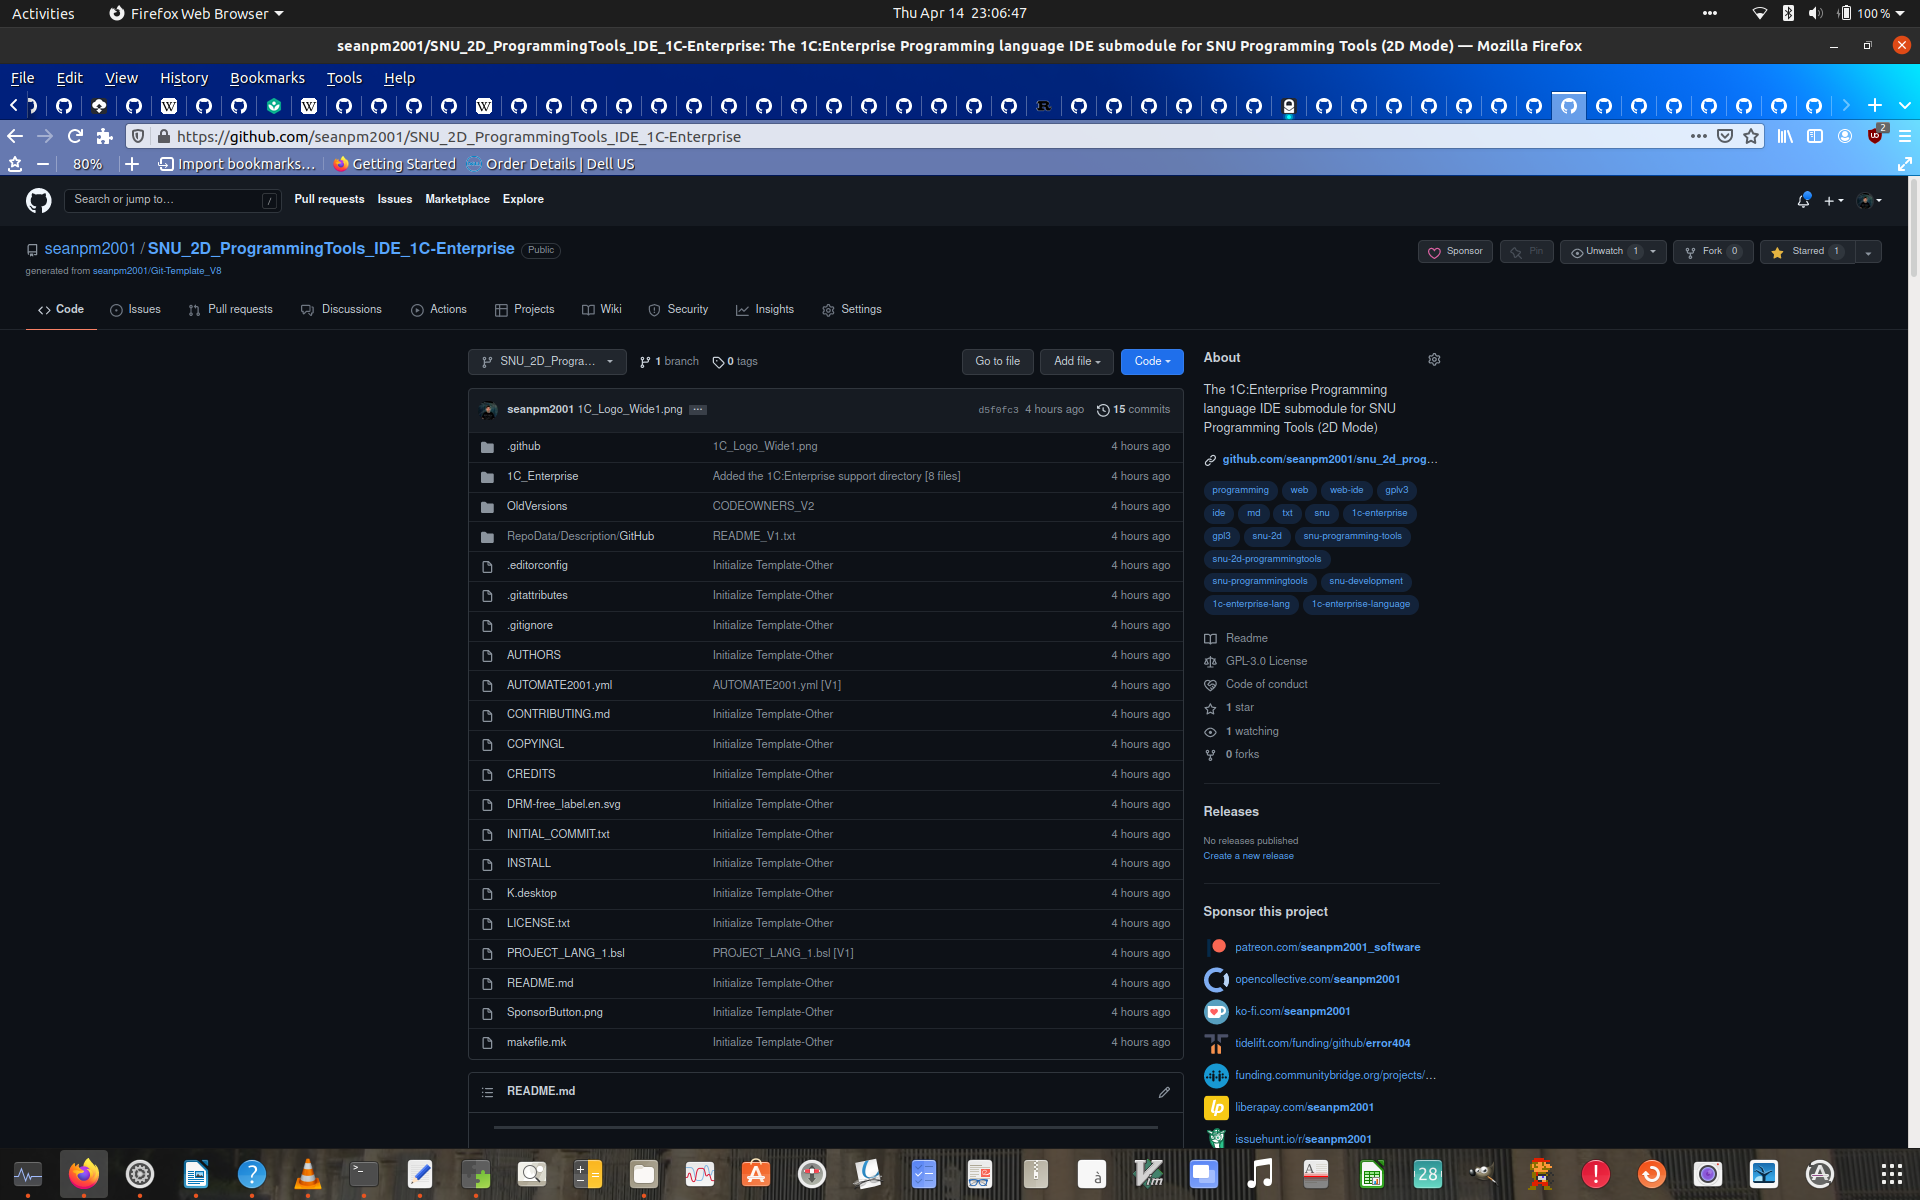 Activities
Firefox Web Browser
Thu Apr 14  23:06:47
100 %
seanpm2001/SNU_2D_ProgrammingTools_IDE_1C-Enterprise: The 1C:Enterprise Programming language IDE submodule for SNU Programming Tools (2D Mode) — Mozilla Firefox
File Edit View History Bookmarks Tools Help
https://github.com/seanpm2001/SNU_2D_ProgrammingTools_IDE_1C-Enterprise
2
80%
Import bookmarks…
Getting Started
Order Details | Dell US
Search or jump to…
/
Pull requests
Issues
Marketplace
Explore
seanpm2001 / SNU_2D_ProgrammingTools_IDE_1C-Enterprise
Public
Sponsor
Pin
Unwatch 1
Fork 0
Starred 1
generated from seanpm2001/Git-Template_V8
Code
Issues
Pull requests
Discussions
Actions
Projects
Wiki
Security
Insights
Settings
SNU_2D_Progra…
1 branch
0 tags
Go to file
Add file
Code
seanpm2001 1C_Logo_Wide1.png
d5f0fc3 4 hours ago
15 commits
.github 1C_Logo_Wide1.png 4 hours ago
1C_Enterprise Added the 1C:Enterprise support directory [8 files] 4 hours ago
OldVersions CODEOWNERS_V2 4 hours ago
RepoData/Description/GitHub README_V1.txt 4 hours ago
.editorconfig Initialize Template-Other 4 hours ago
.gitattributes Initialize Template-Other 4 hours ago
.gitignore Initialize Template-Other 4 hours ago
AUTHORS Initialize Template-Other 4 hours ago
AUTOMATE2001.yml AUTOMATE2001.yml [V1] 4 hours ago
CONTRIBUTING.md Initialize Template-Other 4 hours ago
COPYINGL Initialize Template-Other 4 hours ago
CREDITS Initialize Template-Other 4 hours ago
DRM-free_label.en.svg Initialize Template-Other 4 hours ago
INITIAL_COMMIT.txt Initialize Template-Other 4 hours ago
INSTALL Initialize Template-Other 4 hours ago
K.desktop Initialize Template-Other 4 hours ago
LICENSE.txt Initialize Template-Other 4 hours ago
PROJECT_LANG_1.bsl PROJECT_LANG_1.bsl [V1] 4 hours ago
README.md Initialize Template-Other 4 hours ago
SponsorButton.png Initialize Template-Other 4 hours ago
makefile.mk Initialize Template-Other 4 hours ago
README.md
About
The 1C:Enterprise Programming
language IDE submodule for SNU
Programming Tools (2D Mode)
github.com/seanpm2001/snu_2d_prog…
programming web web-ide gplv3
ide md txt snu 1c-enterprise
gpl3 snu-2d snu-programming-tools
snu-2d-programmingtools
snu-programmingtools snu-development
1c-enterprise-lang 1c-enterprise-language
Readme
GPL-3.0 License
Code of conduct
1 star
1 watching
0 forks
Releases
No releases published
Create a new release
Sponsor this project
patreon.com/seanpm2001_software
opencollective.com/seanpm2001
ko-fi.com/seanpm2001
tidelift.com/funding/github/error404
funding.communitybridge.org/projects/…
liberapay.com/seanpm2001
issuehunt.io/r/seanpm2001
28